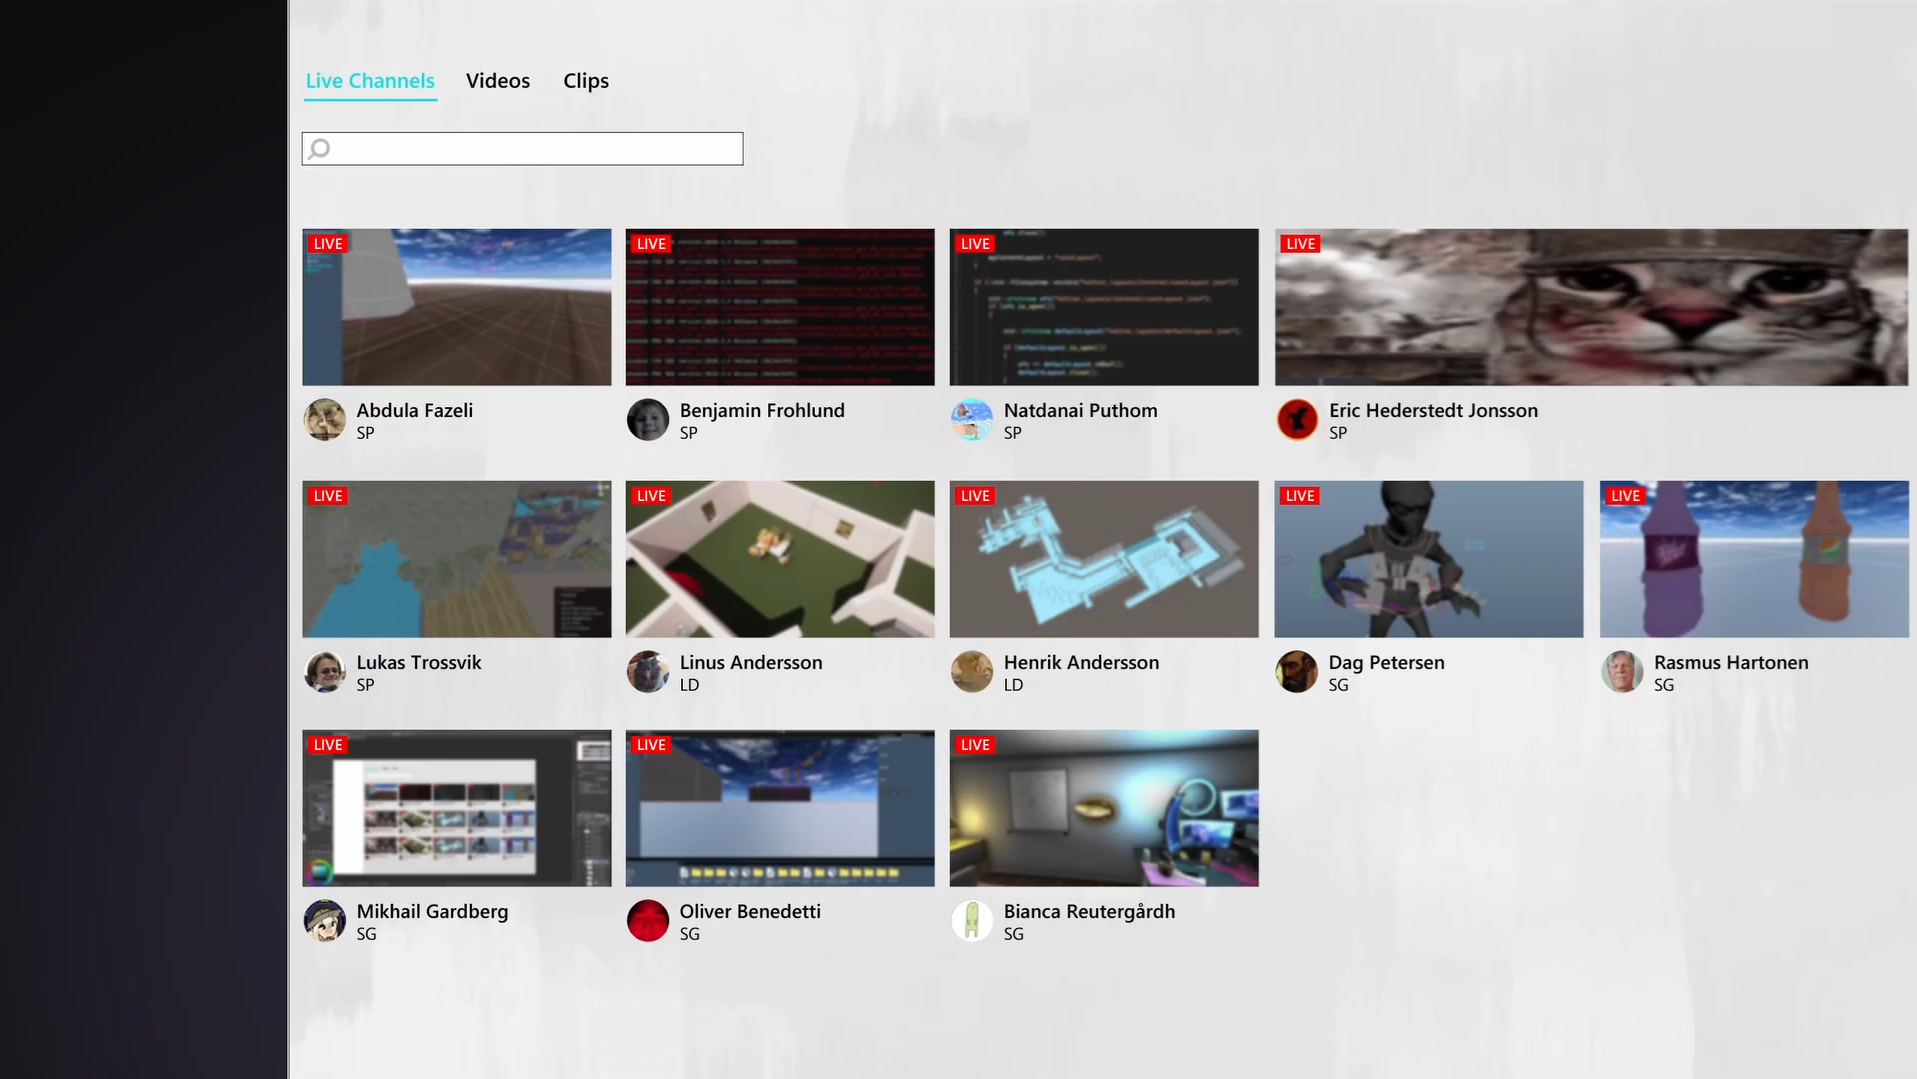 Live Channels Videos Clips
LIVE LIVE LIVE LIVE
Abdula Fazeli Benjamin Frohlund Natdanai Puthom Eric Hederstedt Jonsson
SP SP SP SP
LIVE LIVE LIVE LIVE LIVE
Lukas Trossvik Linus Andersson Henrik Andersson Dag Petersen Rasmus Hartonen
SP LD LD SG SG
LIVE LIVE LIVE
Mikhail Gardberg Oliver Benedetti Bianca Reutergårdh
SG SG SG